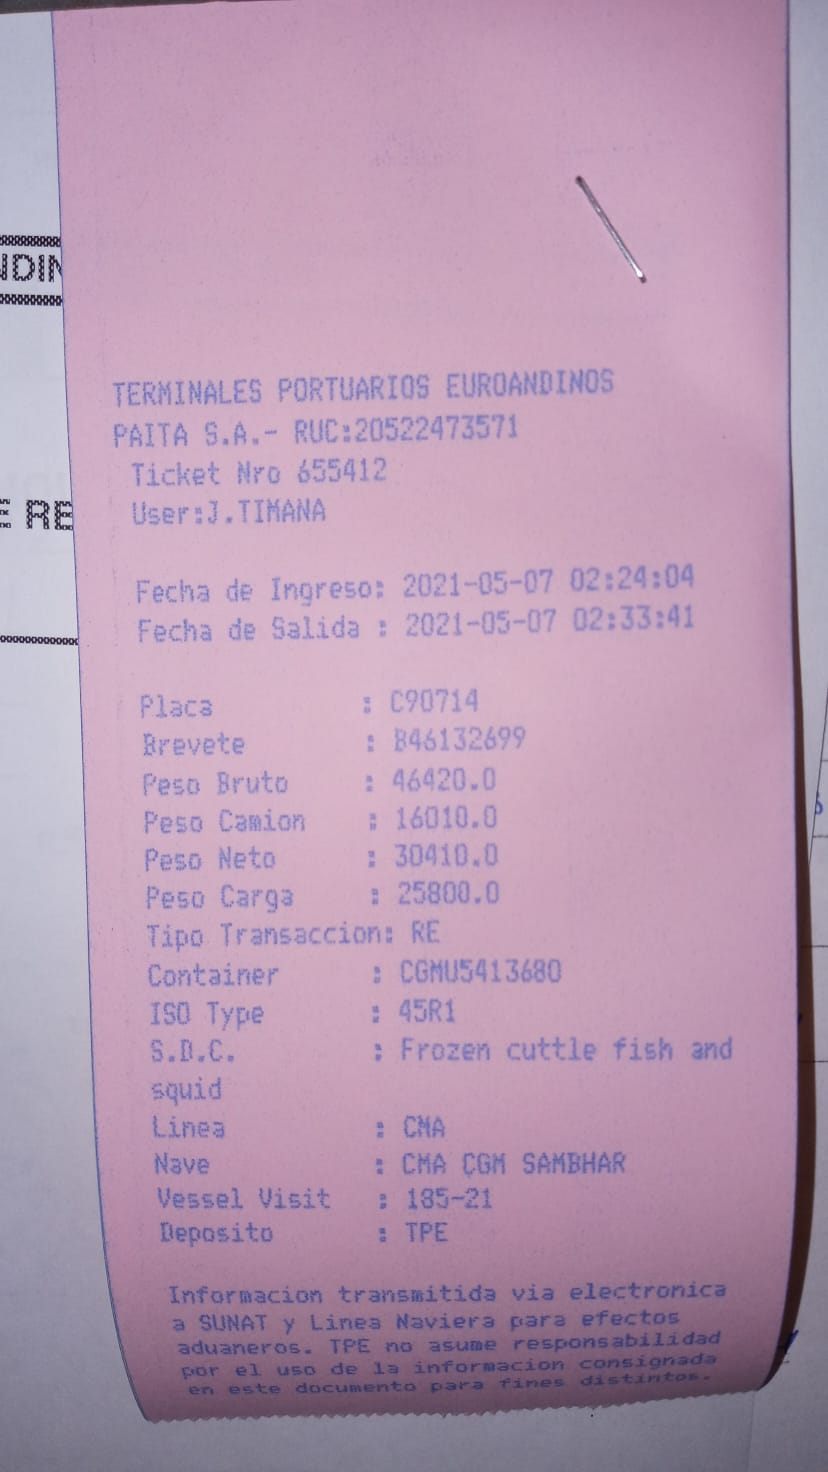 TERMINALES PORTUARIOS EUROANDINOS
PAITA S.A.- RUC:20522473571
Ticket Nro 655412
User:J.TIMANA
Fecha de Ingreso: 2021-05-07 02:24:04
Fecha de Salida : 2021-05-07 02:33:41
Placa : C90714
Brevete : B46132699
Peso Bruto : 46420.0
Peso Camion : 16010.0
Peso Neto : 30410.0
Peso Carga : 25800.0
Tipo Transaccion: RE
Container : CGMU5413680
ISO Type : 45R1
S.D.C. : Frozen cuttle fish and
squid
Linea : CMA
Nave : CMA CGM SAMBHAR
Vessel Visit : 185-21
Deposito : TPE
Informacion transmitida via electronica
a SUNAT y Linea Naviera para efectos
aduaneros. TPE no asume responsabilidad
por el uso de la informacion consignada
en este documento para fines distintos.